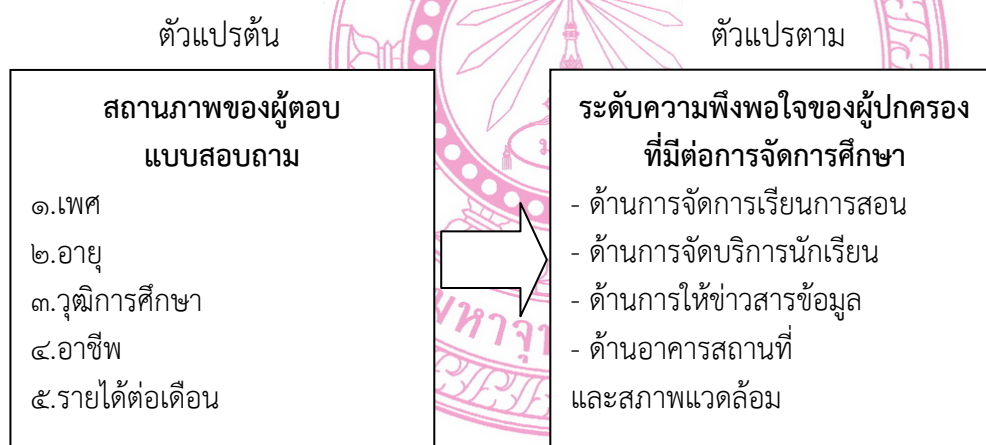 ตัวแปรต้น
ตัวแปรตาม
สถานภาพของผู้ตอบ
แบบสอบถาม
๑.เพศ
๒.อายุ
๓.วุฒิการศึกษา
๔.อาชีพ
๕.รายได้ต่อเดือน
ระดับความพึงพอใจของผู้ปกครอง
ที่มีต่อการจัดการศึกษา
- ด้านการจัดการเรียนการสอน
- ด้านการจัดบริการนักเรียน
- ด้านการให้ข่าวสารข้อมูล
- ด้านอาคารสถานที่
และสภาพแวดล้อม